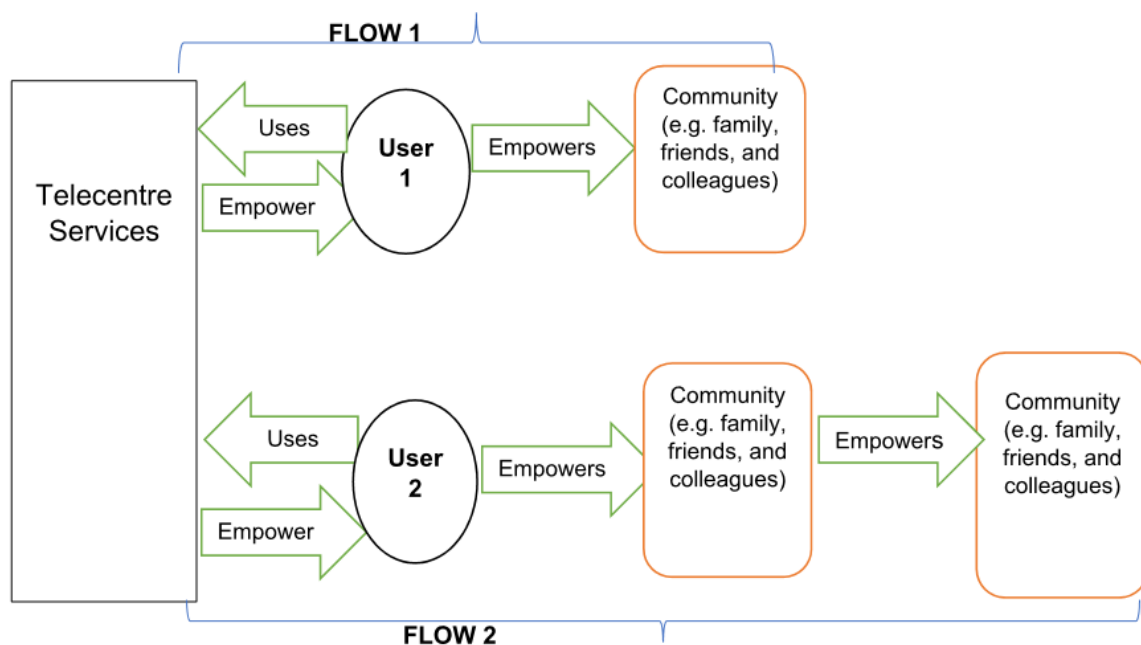 FLOW 1
Telecentre
Services
Uses
Empower
User
1
Empowers
Community
(e.g. family,
friends, and
colleagues)
Uses
Empower
User
2
Empowers
Community
(e.g. family,
friends, and
colleagues)
Empowers
Community
(e.g. family,
friends, and
colleagues)
FLOW 2